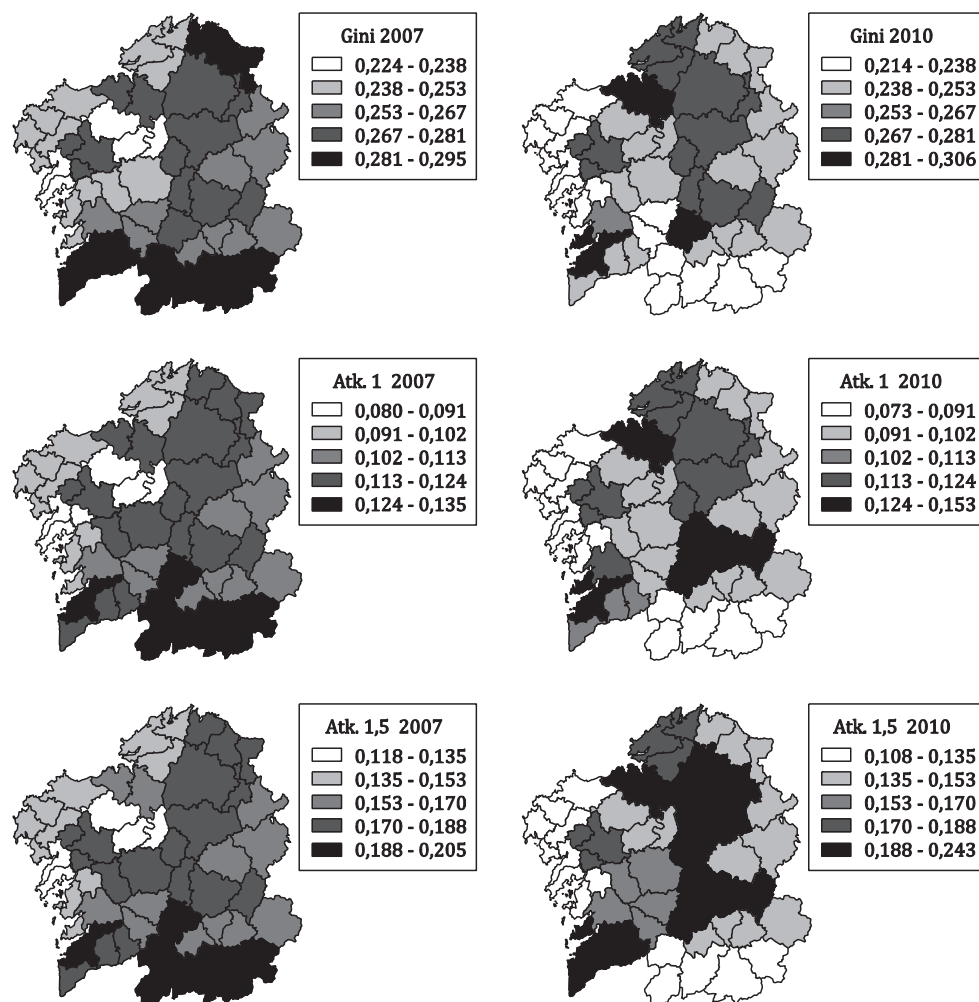 Gini 2007
0,224 - 0,238
0,238 - 0,253
0,253 - 0,267
0,267 - 0,281
0,281 - 0,295
Gini 2010
0,214 - 0,238
0,238 - 0,253
0,253 - 0,267
0,267 - 0,281
0,281 - 0,306
Atk. 1 2007
0,080 - 0,091
0,091 - 0,102
0,102 - 0,113
0,113 - 0,124
0,124 - 0,135
Atk. 1 2010
0,073 - 0,091
0,091 - 0,102
0,102 - 0,113
0,113 - 0,124
0,124 - 0,153
Atk. 1,5 2007
0,118 - 0,135
0,135 - 0,153
0,153 - 0,170
0,170 - 0,188
0,188 - 0,205
Atk. 1,5 2010
0,108 - 0,135
0,135 - 0,153
0,153 - 0,170
0,170 - 0,188
0,188 - 0,243